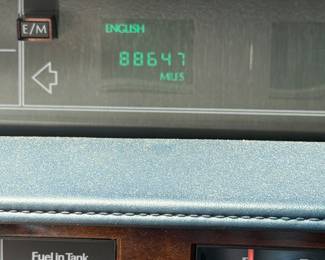 E/M
ENGLISH
88647
MILES
Fuel in Tank